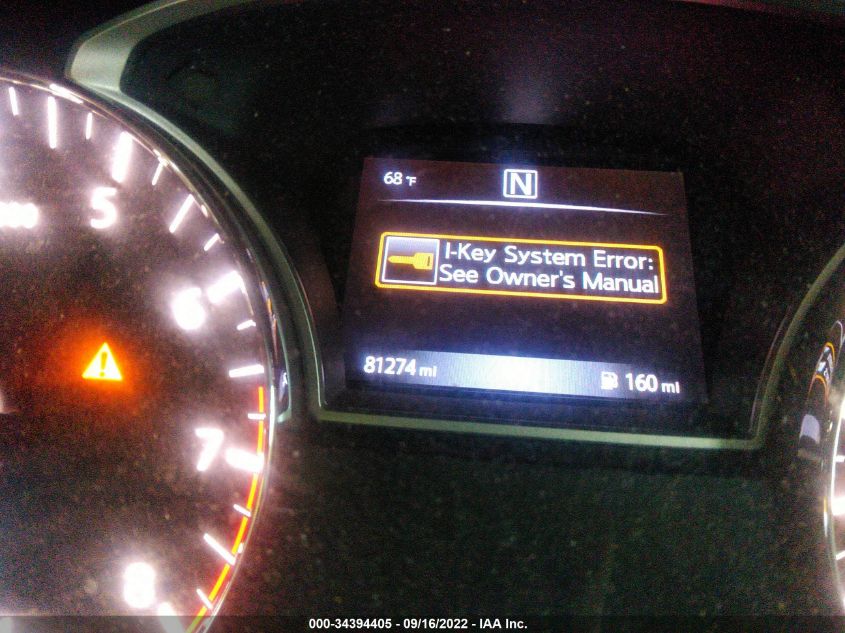 68 °F
N
I-Key System Error:
See Owner's Manual
81274 mi
160 mi
5
6
7
8
000-34394405 - 09/16/2022 - IAA Inc.